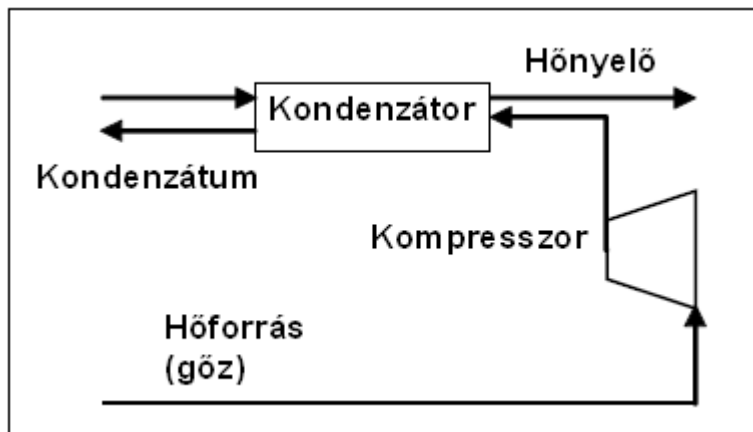 Hőnyelő
Kondenzátor
Kondenzátum
Kompresszor
Hőforrás
(gőz)